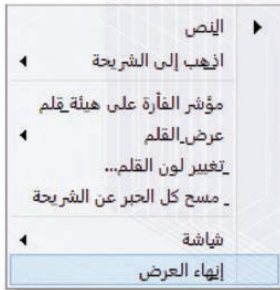 النص
اذهب إلى الشريحة
مؤشر الفأرة على هيئة قلم
عرض القلم
تغيير لون القلم...
مسح كل الحبر عن الشريحة
شاشة
إنهاء العرض